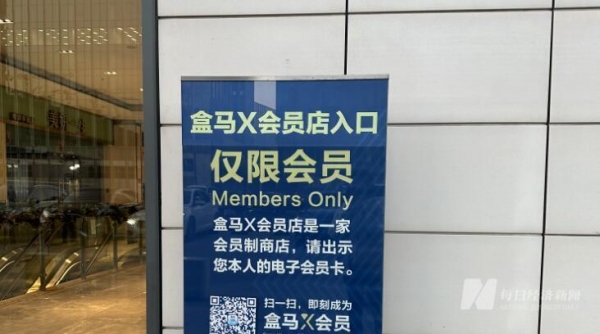 盒马X会员店入口
仅限会员
Members Only
盒马X会员店是一家
会员制商店，请出示
您本人的电子会员卡。
扫一扫，即刻成为
盒马X会员
每日经济新闻